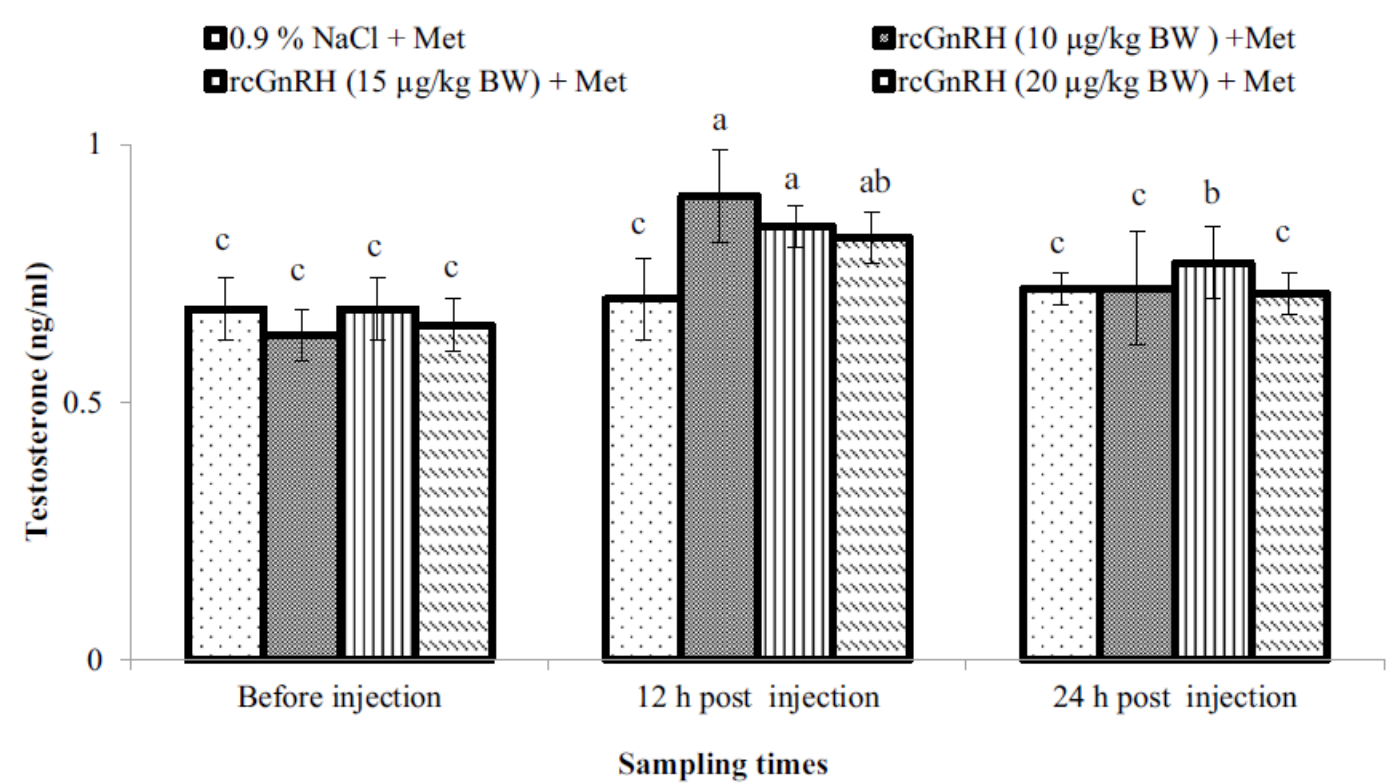 0.9 % NaCl + Met
rcGnRH (10 µg/kg BW ) +Met
rcGnRH (15 µg/kg BW) + Met
rcGnRH (20 µg/kg BW) + Met
Testosterone (ng/ml)
1
0.5
0
c
c
c
c
c
a
a
ab
c
c
b
c
Before injection
12 h post injection
24 h post injection
Sampling times